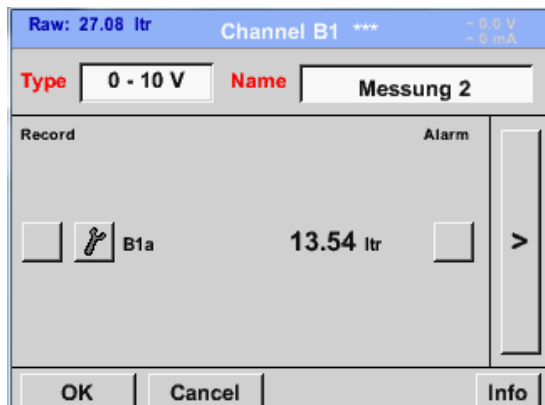 Raw: 27.08 ltr Channel B1 *** ~ 0.0 V
~ 0 mA
Type 0 - 10 V Name Messung 2
Record Alarm
B1a 13.54 ltr >
OK Cancel Info